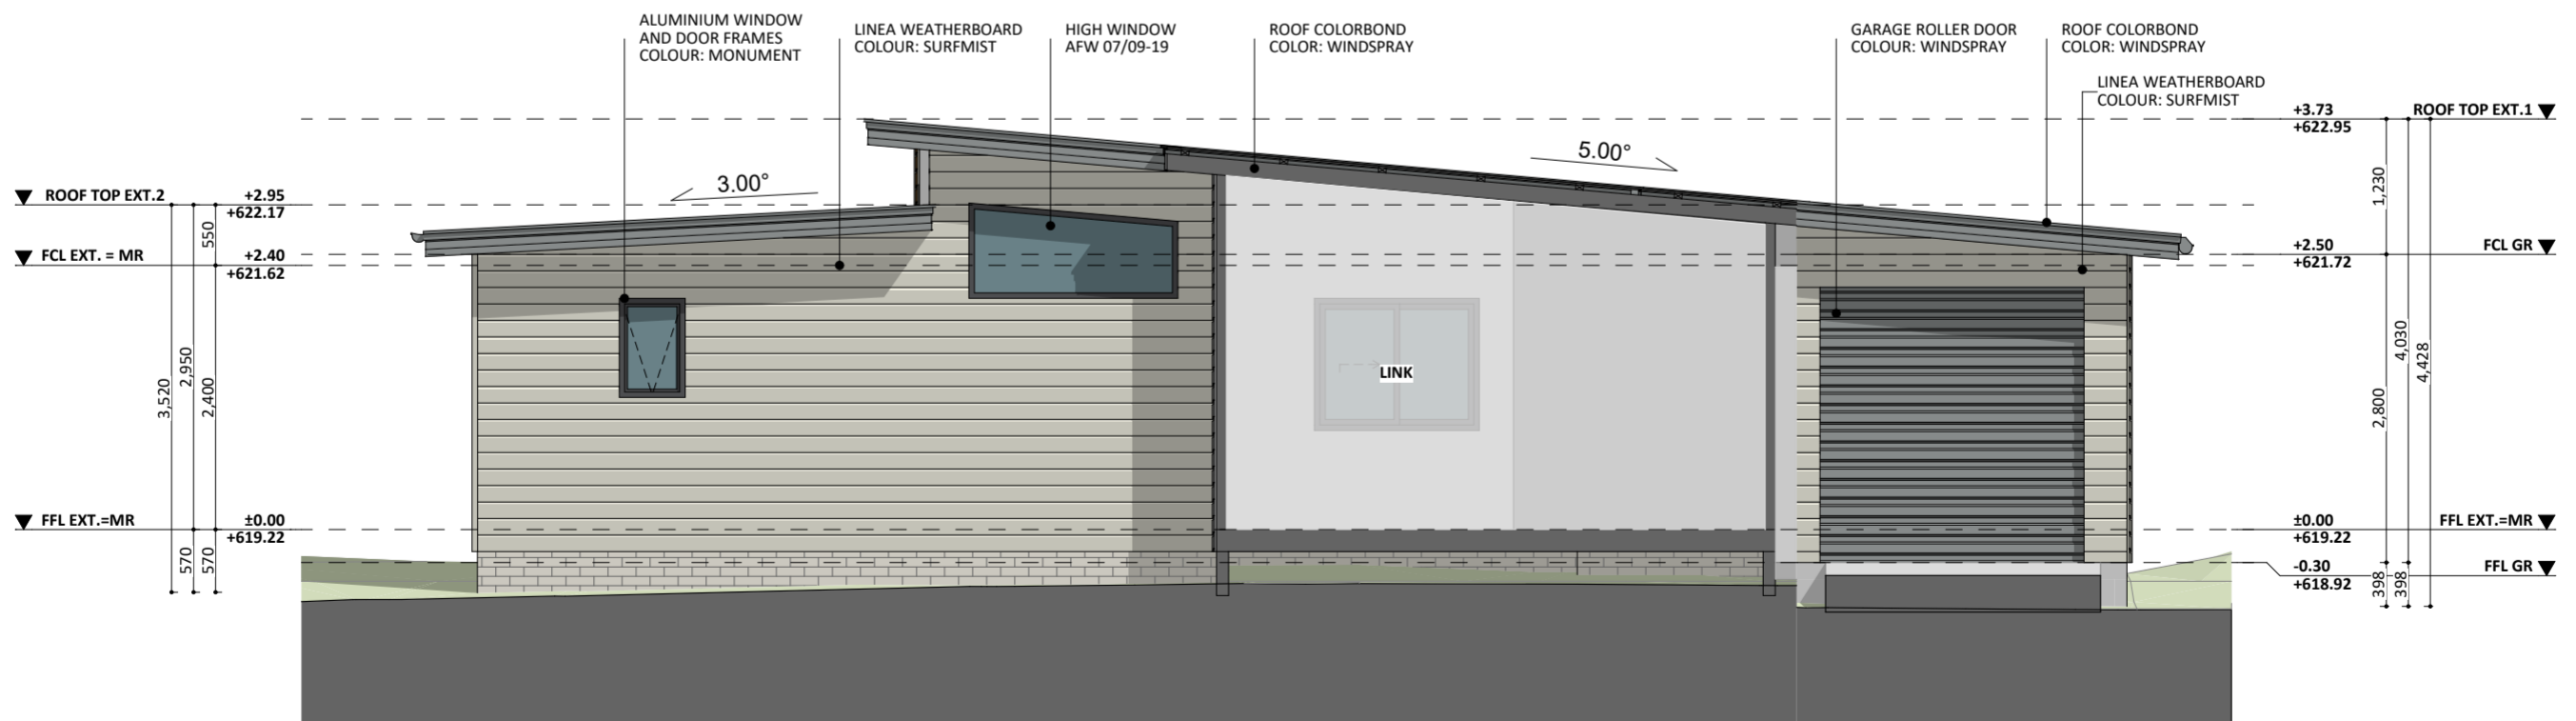 ALUMINIUM WINDOW
AND DOOR FRAMES
COLOUR: MONUMENT
LINEA WEATHERBOARD
COLOUR: SURFMIST
HIGH WINDOW
AFW 07/09-19
ROOF COLORBOND
COLOR: WINDSPRAY
GARAGE ROLLER DOOR
COLOUR: WINDSPRAY
ROOF COLORBOND
COLOR: WINDSPRAY
LINEA WEATHERBOARD
COLOUR: SURFMIST
+3.73
+622.95
ROOF TOP EXT.1
5.00°
3.00°
ROOF TOP EXT.2
+2.95
+622.17
1,230
550
FCL EXT. = MR
+2.40
+621.62
+2.50
+621.72
FCL GR
3,520
2,950
2,400
LINK
2,800
4,030
4,428
FFL EXT.=MR
±0.00
+619.22
±0.00
+619.22
FFL EXT.=MR
570
570
-0.30
+618.92
FFL GR
398
398